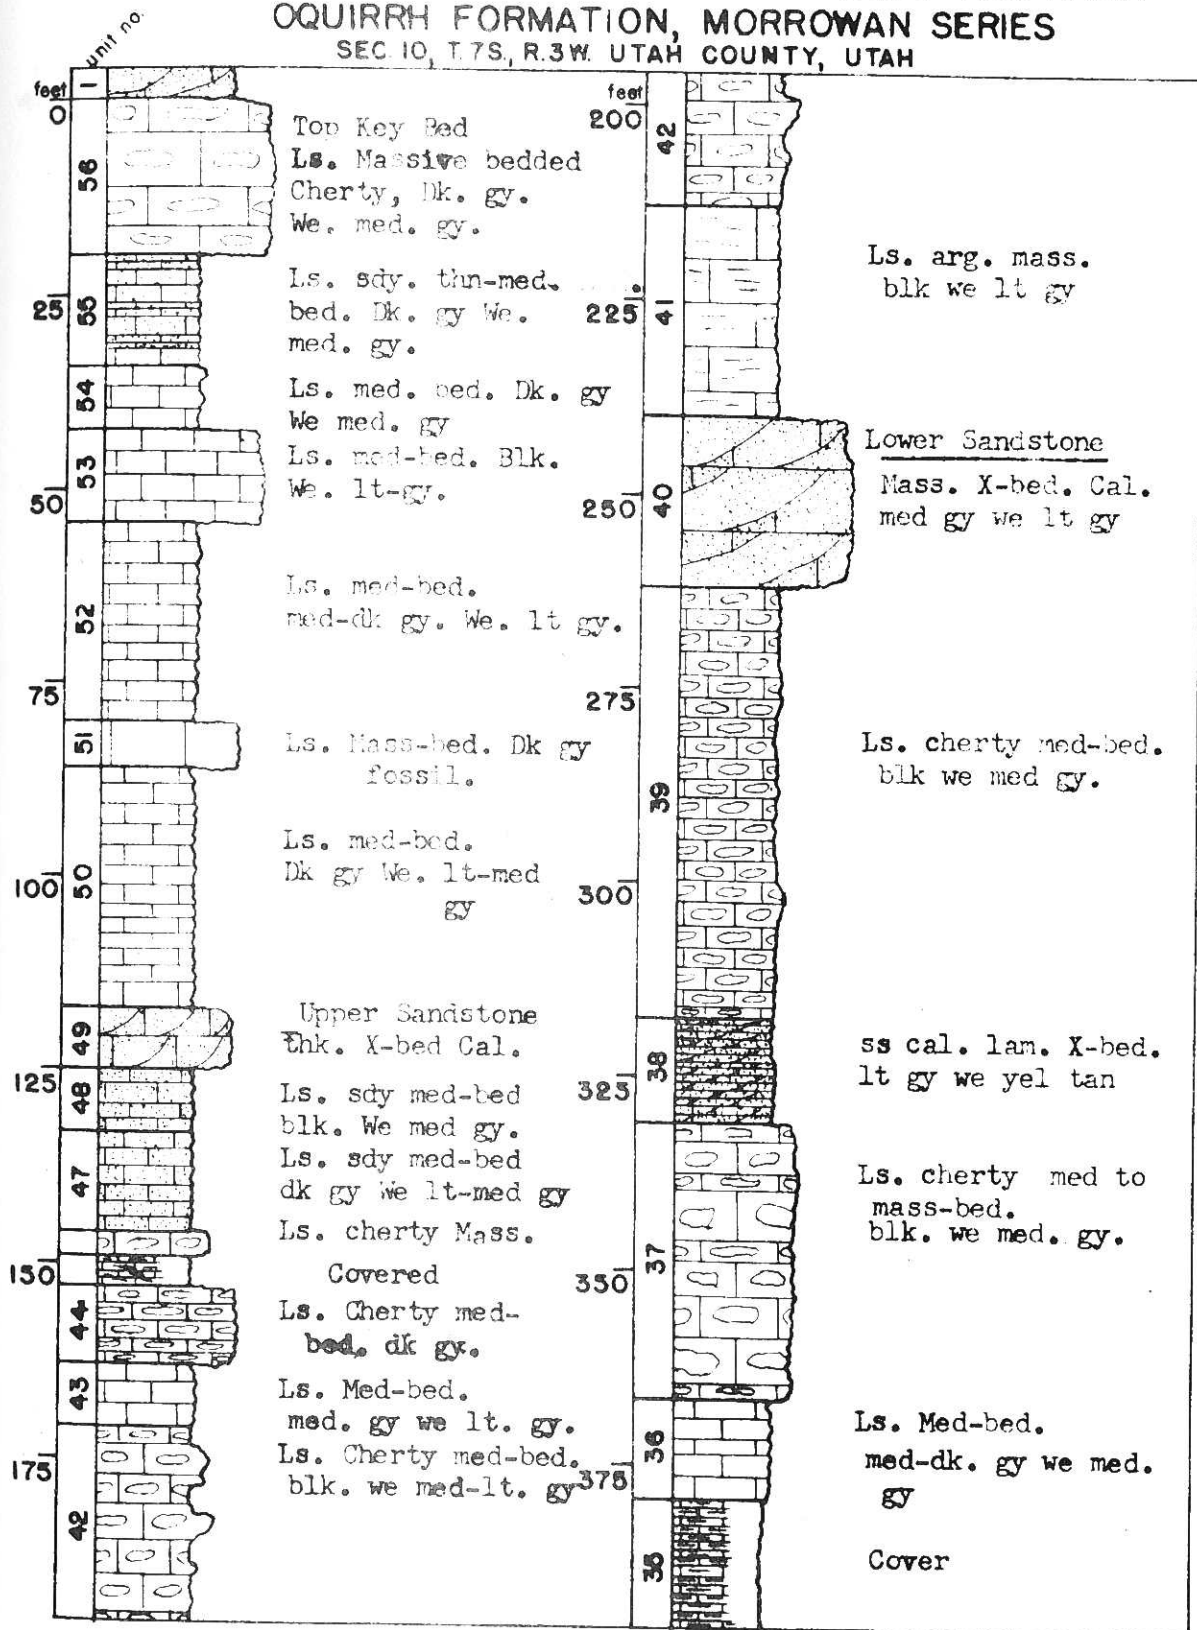 OQUIRRH FORMATION, MORROWAN SERIES
SEC. 10, T. 7S., R. 3W. UTAH COUNTY, UTAH
unit no.
feet
1
0
56
Top Key Bed
Ls. Massive bedded
Cherty, Dk. gy.
We. med. gy.
25
55
Ls. sdy. thn-med.
bed. Dk. gy We.
med. gy.
54
Ls. med. bed. Dk. gy
We med. gy
53
Ls. med-bed. Blk.
We. lt-gy.
50
52
Ls. med-bed.
med-dk gy. We. lt gy.
75
51
Ls. Mass-bed. Dk gy
fossil.
50
Ls. med-bed.
Dk gy We. lt-med
gy
100
49
Upper Sandstone
thk. X-bed Cal.
125
48
Ls. sdy med-bed
blk. We med gy.
47
Ls. sdy med-bed
dk gy We lt-med gy
Ls. cherty Mass.
150
Covered
44
Ls. Cherty med-
bed. dk gy.
43
Ls. Med-bed.
med. gy we lt. gy.
175
42
Ls. Cherty med-bed.
blk. we med-lt. gy
feet
200
42
41
Ls. arg. mass.
blk we lt gy
225
40
Lower Sandstone
Mass. X-bed. Cal.
med gy we lt gy
250
275
39
Ls. cherty med-bed.
blk we med gy.
300
38
ss cal. lam. X-bed.
lt gy we yel tan
325
37
Ls. cherty med to
mass-bed.
blk. we med. gy.
350
36
Ls. Med-bed.
med-dk. gy we med.
gy
375
35
Cover